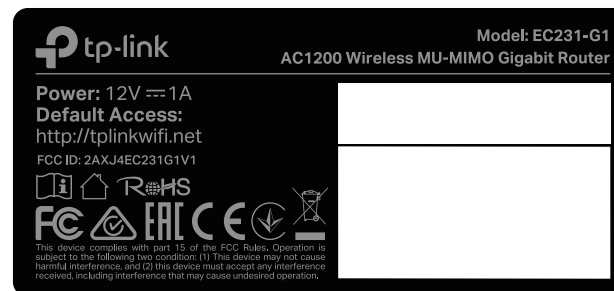 tp-link
Model: EC231-G1
AC1200 Wireless MU-MIMO Gigabit Router
Power: 12V ⎓ 1A
Default Access:
http://tplinkwifi.net
FCC ID: 2AXJ4EC231G1V1
RoHS
FC EAC CE
This device complies with part 15 of the FCC Rules. Operation is
subject to the following two condition: (1) This device may not cause
harmful interference, and (2) this device must accept any interference
received, including interference that may cause undesired operation.